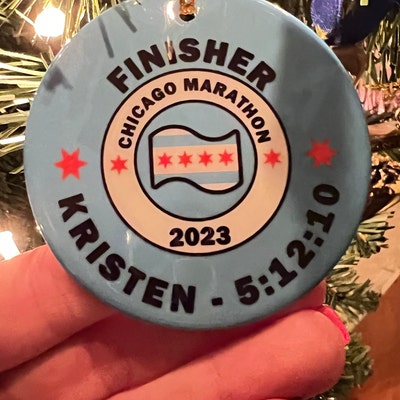 FINISHER
CHICAGO MARATHON
2023
KRISTEN - 5:12:10